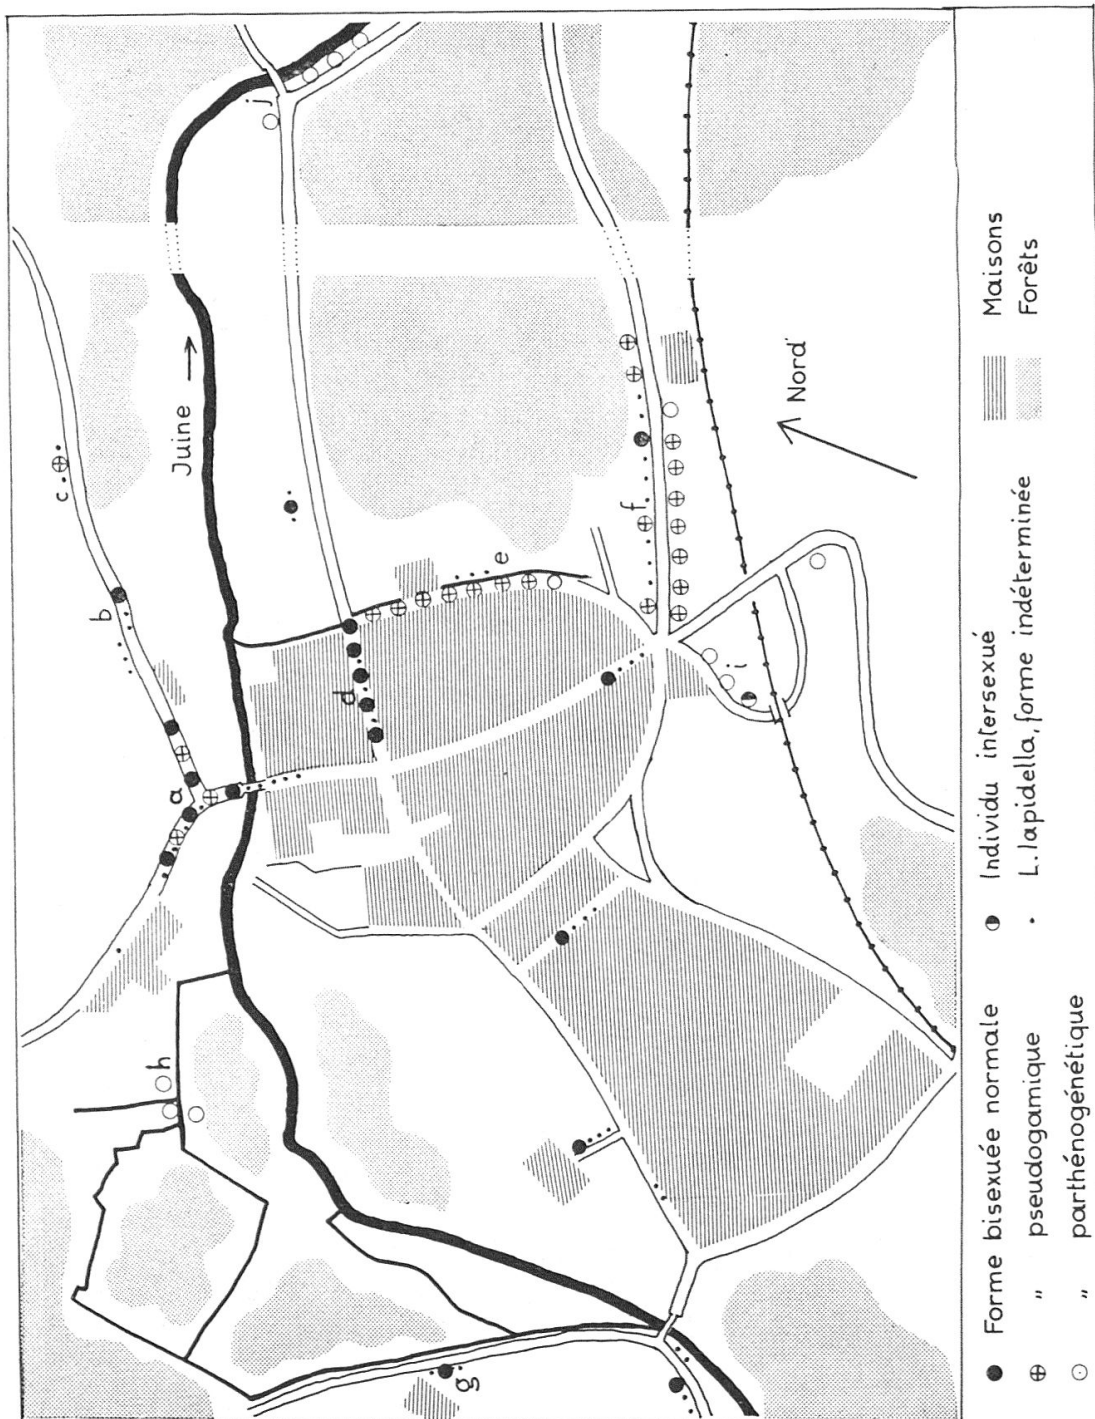 Juine
Nord
a
b
c
d
e
f
g
h
i
j
Forme bisexuée normale
" pseudogamique
" parthénogénétique
Individu intersexué
L. lapidella, forme indéterminée
Maisons
Forêts